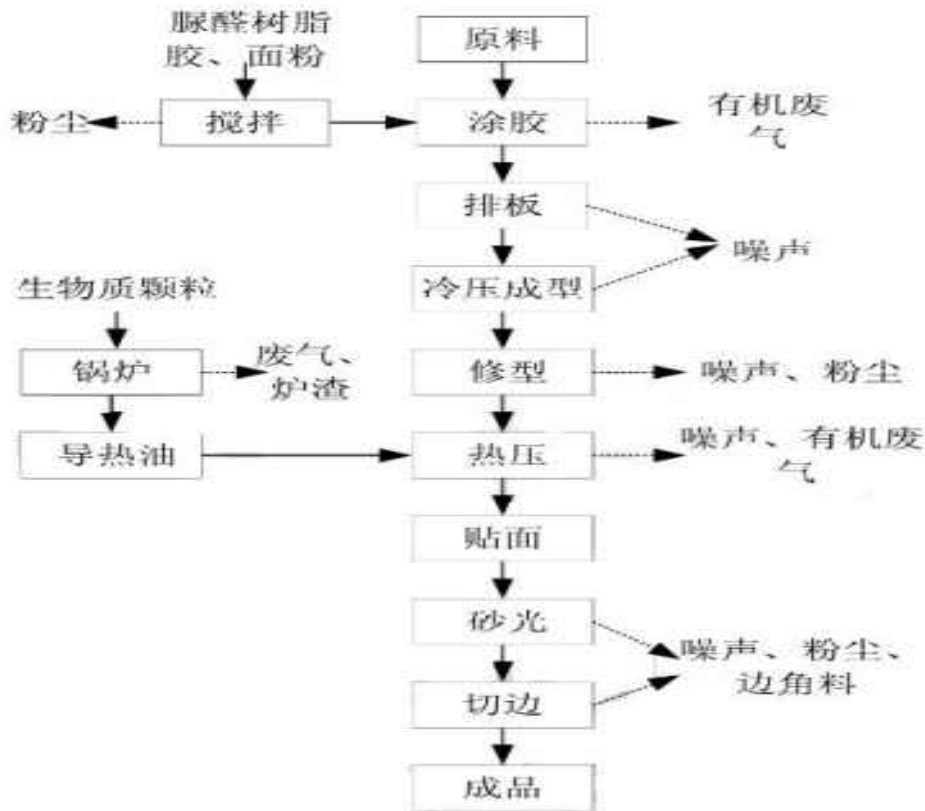 脲醛树脂
胶、面粉
原料
粉尘
搅拌
涂胶
有机废
气
排板
噪声
冷压成型
生物质颗粒
锅炉
废气、
炉渣
修型
噪声、粉尘
导热油
热压
噪声、有机废
气
贴面
砂光
噪声、粉尘、
边角料
切边
成品